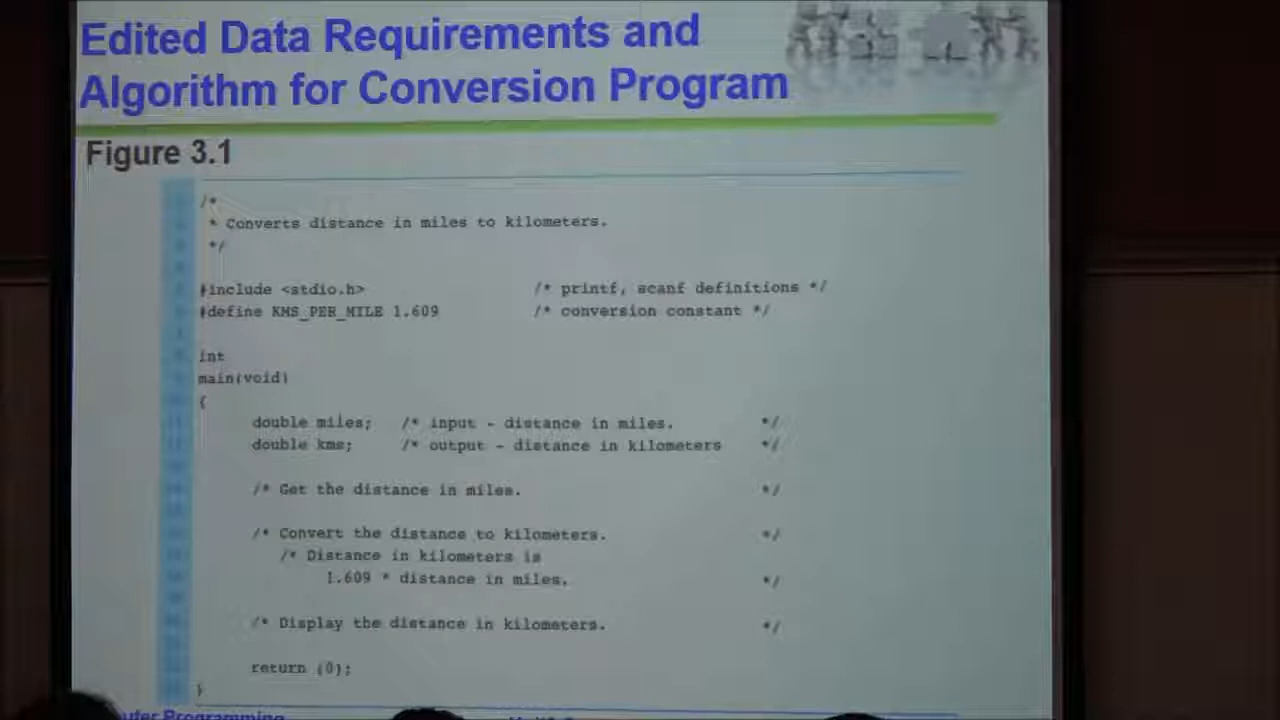 Edited Data Requirements and
Algorithm for Conversion Program
Figure 3.1
/*
* Converts distance in miles to kilometers.
*/
#include <stdio.h> /* printf, scanf definitions */
#define KMS_PER_MILE 1.609 /* conversion constant */
int
main(void)
{
double miles; /* input - distance in miles. */
double kms; /* output - distance in kilometers */
/* Get the distance in miles. */
/* Convert the distance to kilometers. */
/* Distance in kilometers is
1.609 * distance in miles. */
/* Display the distance in kilometers. */
return (0);
}
Programming